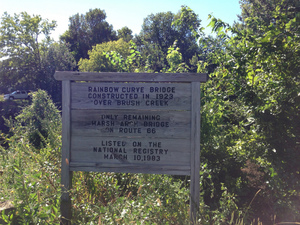 RAINBOW CURVE BRIDGE
CONSTRUCTED IN 1923
OVER BRUSH CREEK
ONLY REMAINING
MARSH ARCH BRIDGE
ON ROUTE 66
LISTED ON THE
NATIONAL REGISTRY
MARCH 10,1983